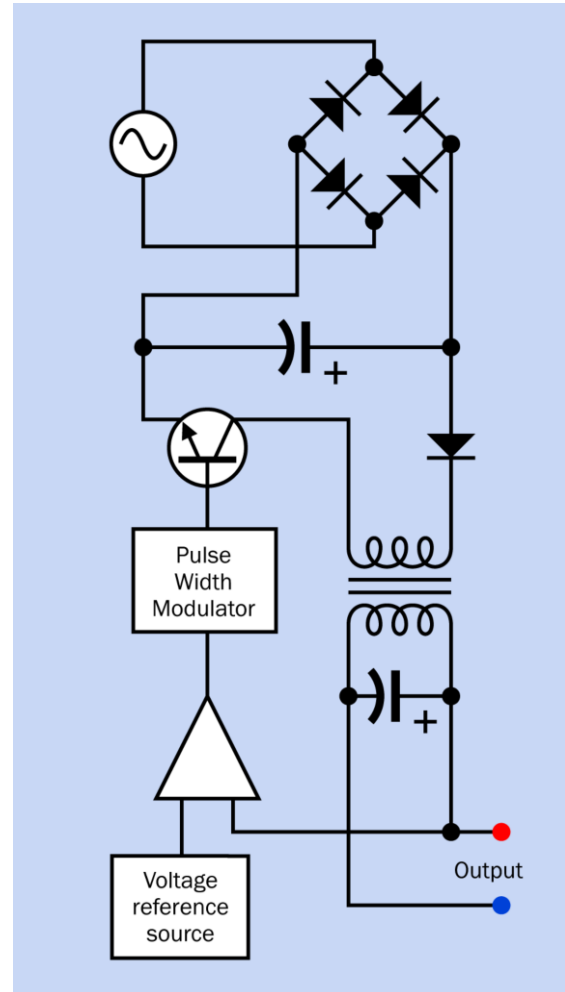 +
Pulse
Width
Modulator
+
Output
Voltage
reference
source